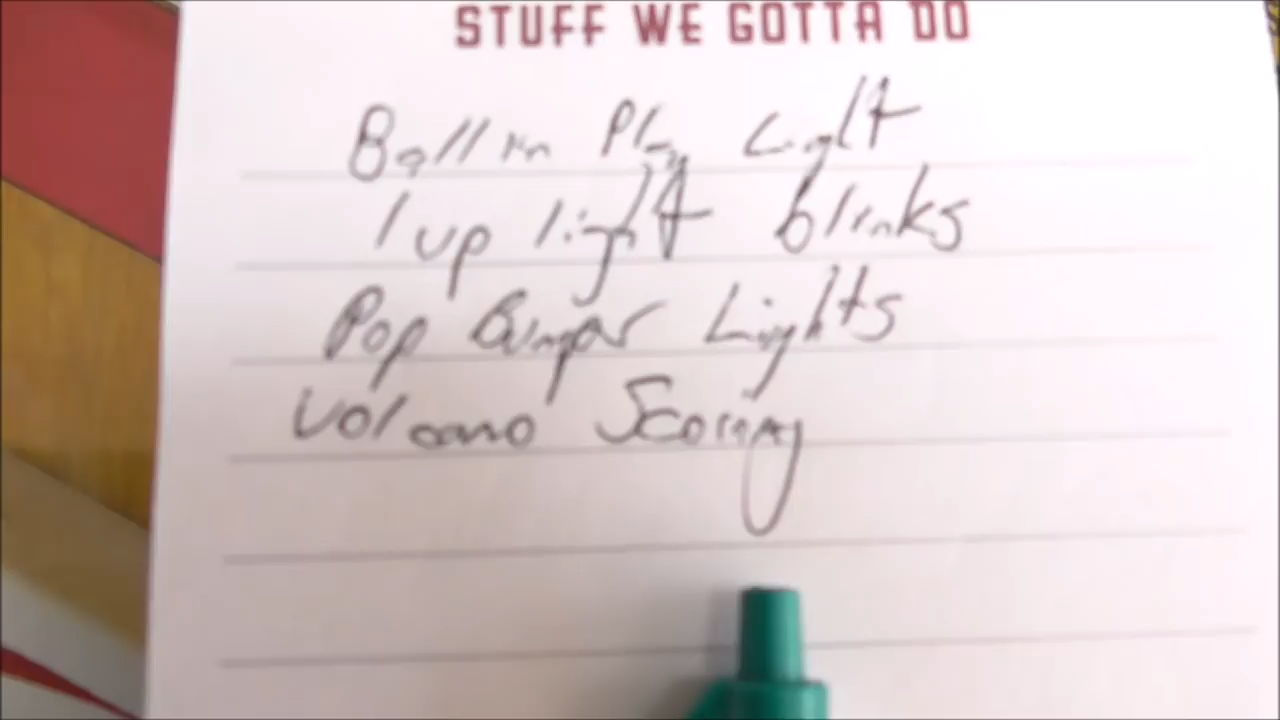 STUFF WE GOTTA DO
Ball in Play Light
1 up light blinks
Pop Bumper Lights
Volcano Scoring